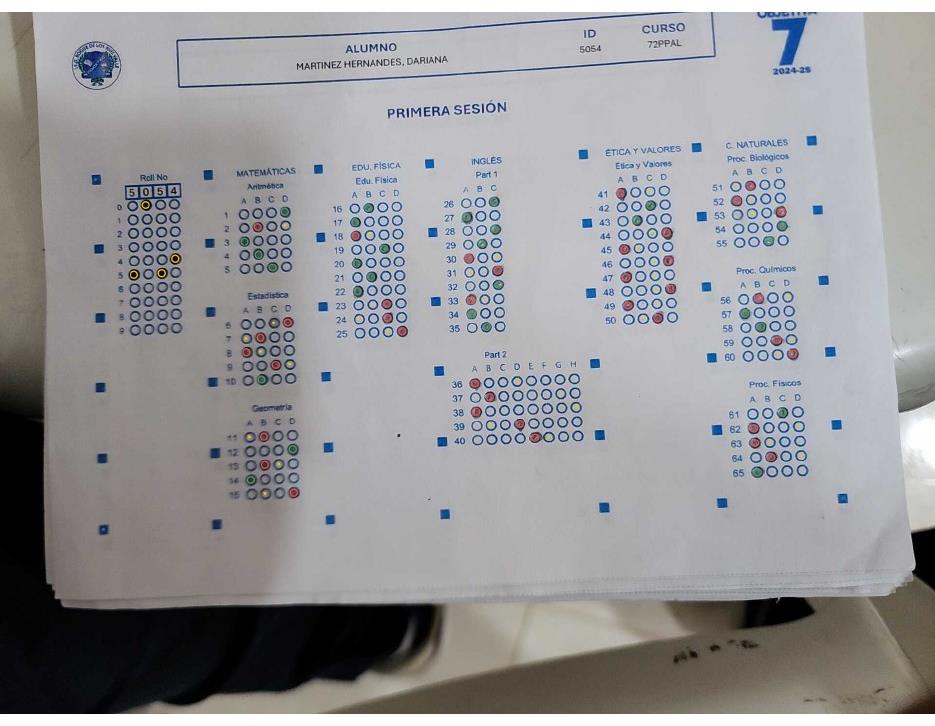 OBJETIVA
7
2024-25
ALUMNO
MARTINEZ HERNANDES, DARIANA
ID
5054
CURSO
72PPAL
PRIMERA SESIÓN
Roll No
5 0 5 4
0
1
2
3
4
5
6
7
8
9
MATEMÁTICAS
Aritmética
A B C D
1
2
3
4
5
Estadística
A B C D
6
7
8
9
10
Geometría
A B C D
11
12
13
14
15
EDU. FÍSICA
Edu. Física
A B C D
16
17
18
19
20
21
22
23
24
25
INGLÉS
Part 1
A B C
26
27
28
29
30
31
32
33
34
35
Part 2
A B C D E F G H
36
37
38
39
40
ÉTICA Y VALORES
Ética y Valores
A B C D
41
42
43
44
45
46
47
48
49
50
C. NATURALES
Proc. Biológicos
A B C D
51
52
53
54
55
Proc. Químicos
A B C D
56
57
58
59
60
Proc. Físicos
A B C D
61
62
63
64
65